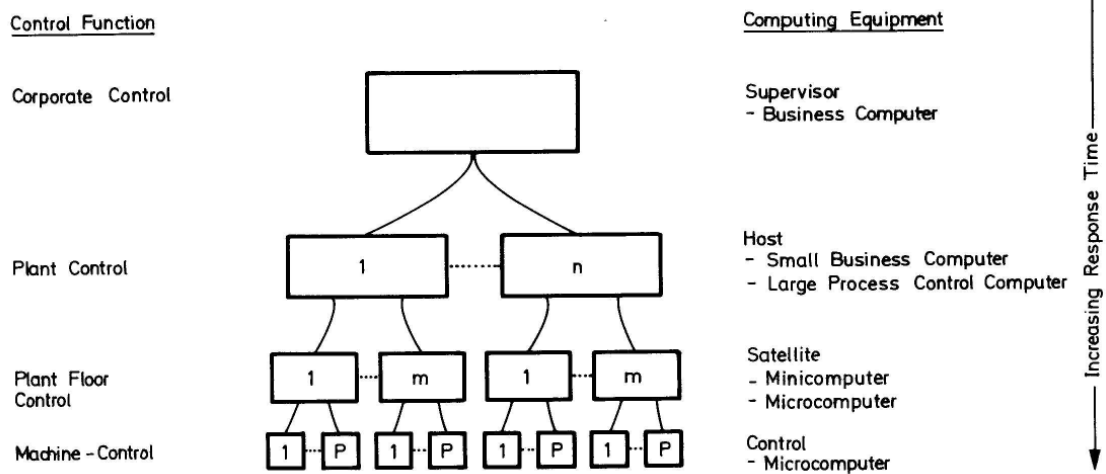 Control Function
Computing Equipment
Corporate Control
Supervisor
- Business Computer
Plant Control
1 n
Host
- Small Business Computer
- Large Process Control Computer
Plant Floor
Control
1 m 1 m
Satellite
- Minicomputer
- Microcomputer
Machine-Control
1 P 1 P 1 P 1 P
Control
- Microcomputer
Increasing Response Time